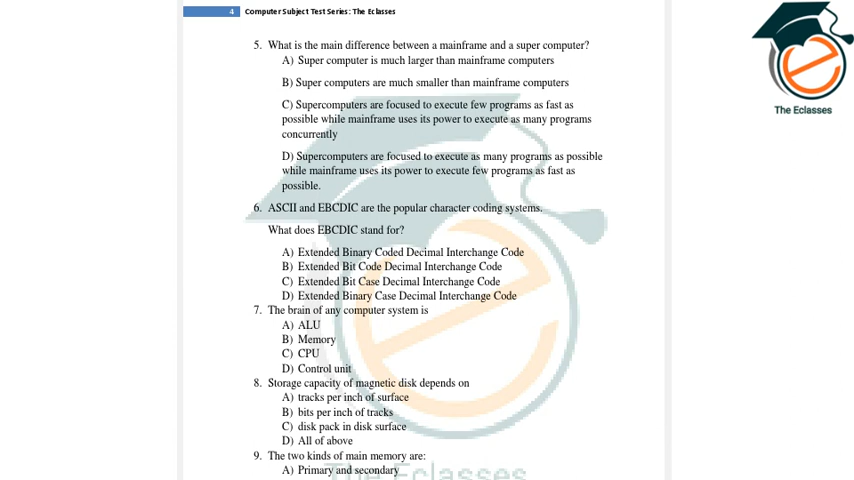 4 Computer Subject Test Series: The Eclasses
5. What is the main difference between a mainframe and a super computer?
A) Super computer is much larger than mainframe computers
B) Super computers are much smaller than mainframe computers
C) Supercomputers are focused to execute few programs as fast as
possible while mainframe uses its power to execute as many programs
concurrently
D) Supercomputers are focused to execute as many programs as possible
while mainframe uses its power to execute few programs as fast as
possible.
6. ASCII and EBCDIC are the popular character coding systems.
What does EBCDIC stand for?
A) Extended Binary Coded Decimal Interchange Code
B) Extended Bit Code Decimal Interchange Code
C) Extended Bit Case Decimal Interchange Code
D) Extended Binary Case Decimal Interchange Code
7. The brain of any computer system is
A) ALU
B) Memory
C) CPU
D) Control unit
8. Storage capacity of magnetic disk depends on
A) tracks per inch of surface
B) bits per inch of tracks
C) disk pack in disk surface
D) All of above
9. The two kinds of main memory are:
A) Primary and secondary
The Eclasses
The Eclasses